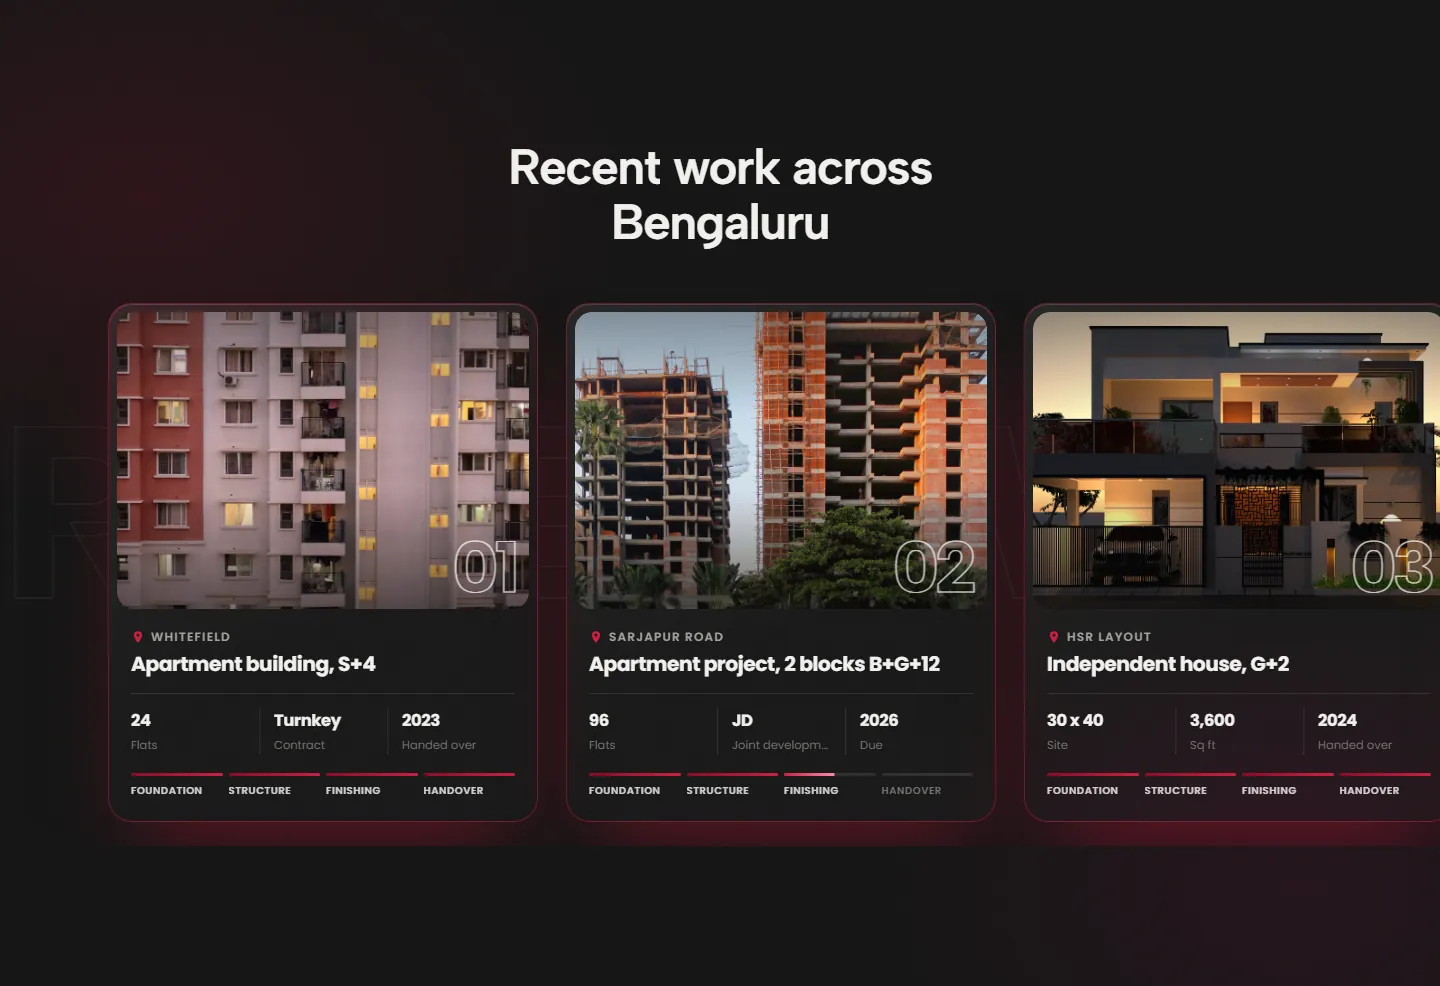 Recent work across
Bengaluru
01
WHITEFIELD
Apartment building, S+4
24
Flats
Turnkey
Contract
2023
Handed over
FOUNDATION
STRUCTURE
FINISHING
HANDOVER
02
SARJAPUR ROAD
Apartment project, 2 blocks B+G+12
96
Flats
JD
Joint developm...
2026
Due
FOUNDATION
STRUCTURE
FINISHING
HANDOVER
03
HSR LAYOUT
Independent house, G+2
30 x 40
Site
3,600
Sq ft
2024
Handed over
FOUNDATION
STRUCTURE
FINISHING
HANDOVER